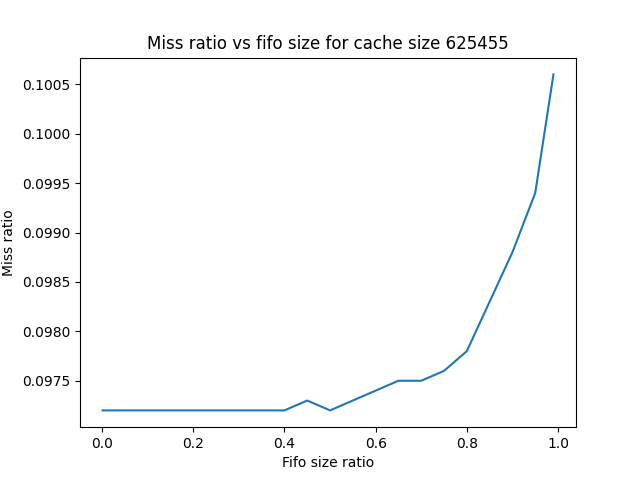 Miss ratio vs fifo size for cache size 625455
0.1005
0.1000
0.0995
0.0990
0.0985
0.0980
0.0975
Miss ratio
0.0 0.2 0.4 0.6 0.8 1.0
Fifo size ratio